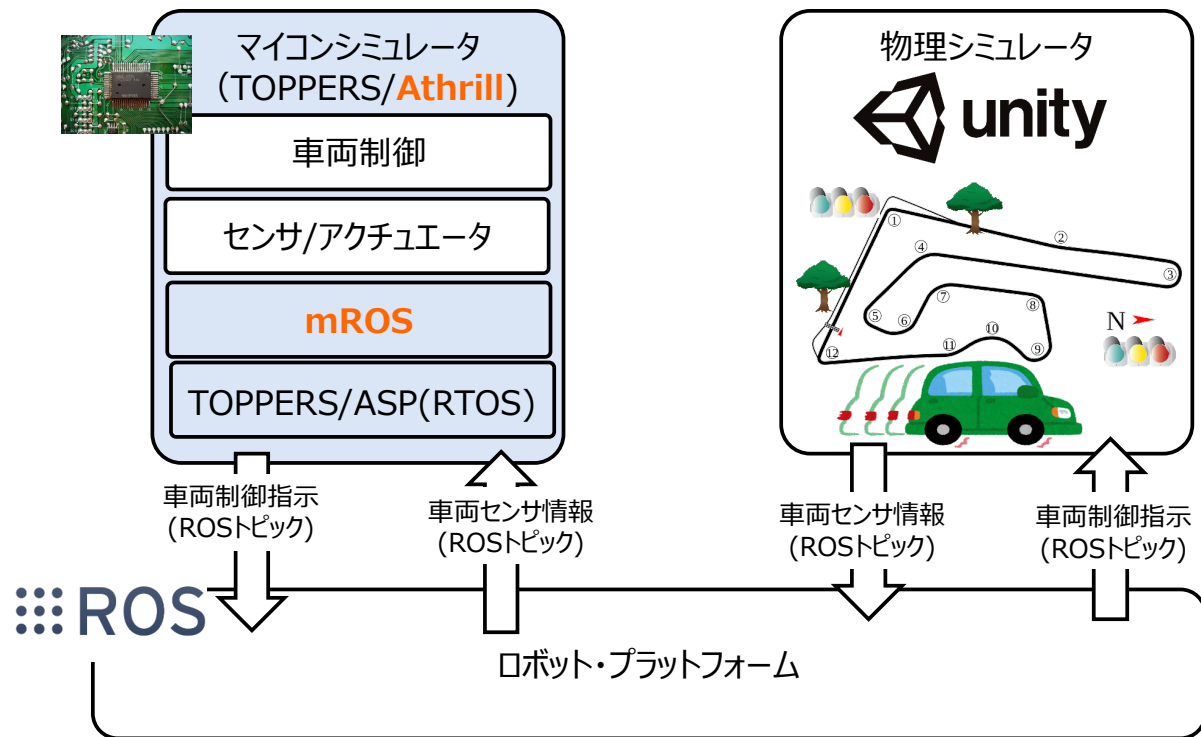 マイコンシミュレータ
(TOPPERS/Athrill)
車両制御
センサ/アクチュエータ
mROS
TOPPERS/ASP(RTOS)
物理シミュレータ
unity
①
②
③
④
⑤
⑥
⑦
⑧
⑨
⑩
⑪
⑫
N
車両制御指示
(ROSトピック)
車両センサ情報
(ROSトピック)
車両センサ情報
(ROSトピック)
車両制御指示
(ROSトピック)
ROS
ロボット・プラットフォーム